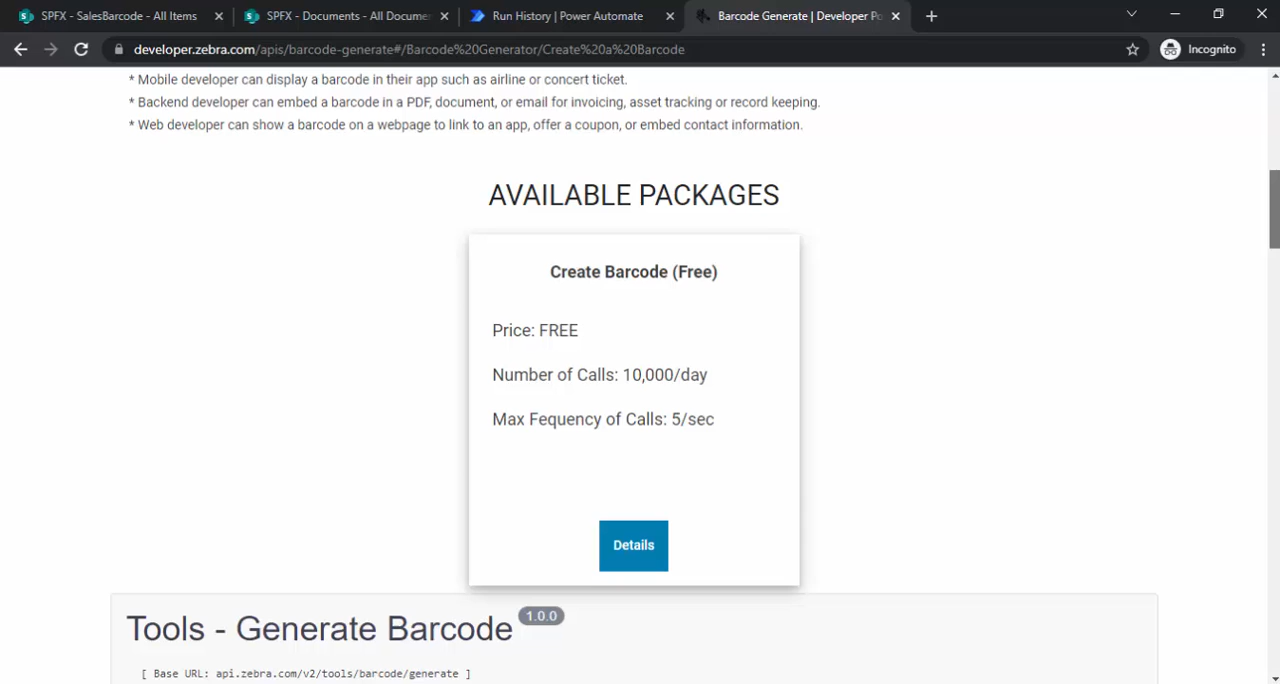 SPFX - SalesBarcode - All Items
SPFX - Documents - All Docume
Run History | Power Automate
Barcode Generate | Developer Po
developer.zebra.com/apis/barcode-generate#/Barcode%20Generator/Create%20a%20Barcode
Incognito
* Mobile developer can display a barcode in their app such as airline or concert ticket.
* Backend developer can embed a barcode in a PDF, document, or email for invoicing, asset tracking or record keeping.
* Web developer can show a barcode on a webpage to link to an app, offer a coupon, or embed contact information.
AVAILABLE PACKAGES
Create Barcode (Free)
Price: FREE
Number of Calls: 10,000/day
Max Fequency of Calls: 5/sec
Details
Tools - Generate Barcode 1.0.0
[ Base URL: api.zebra.com/v2/tools/barcode/generate ]